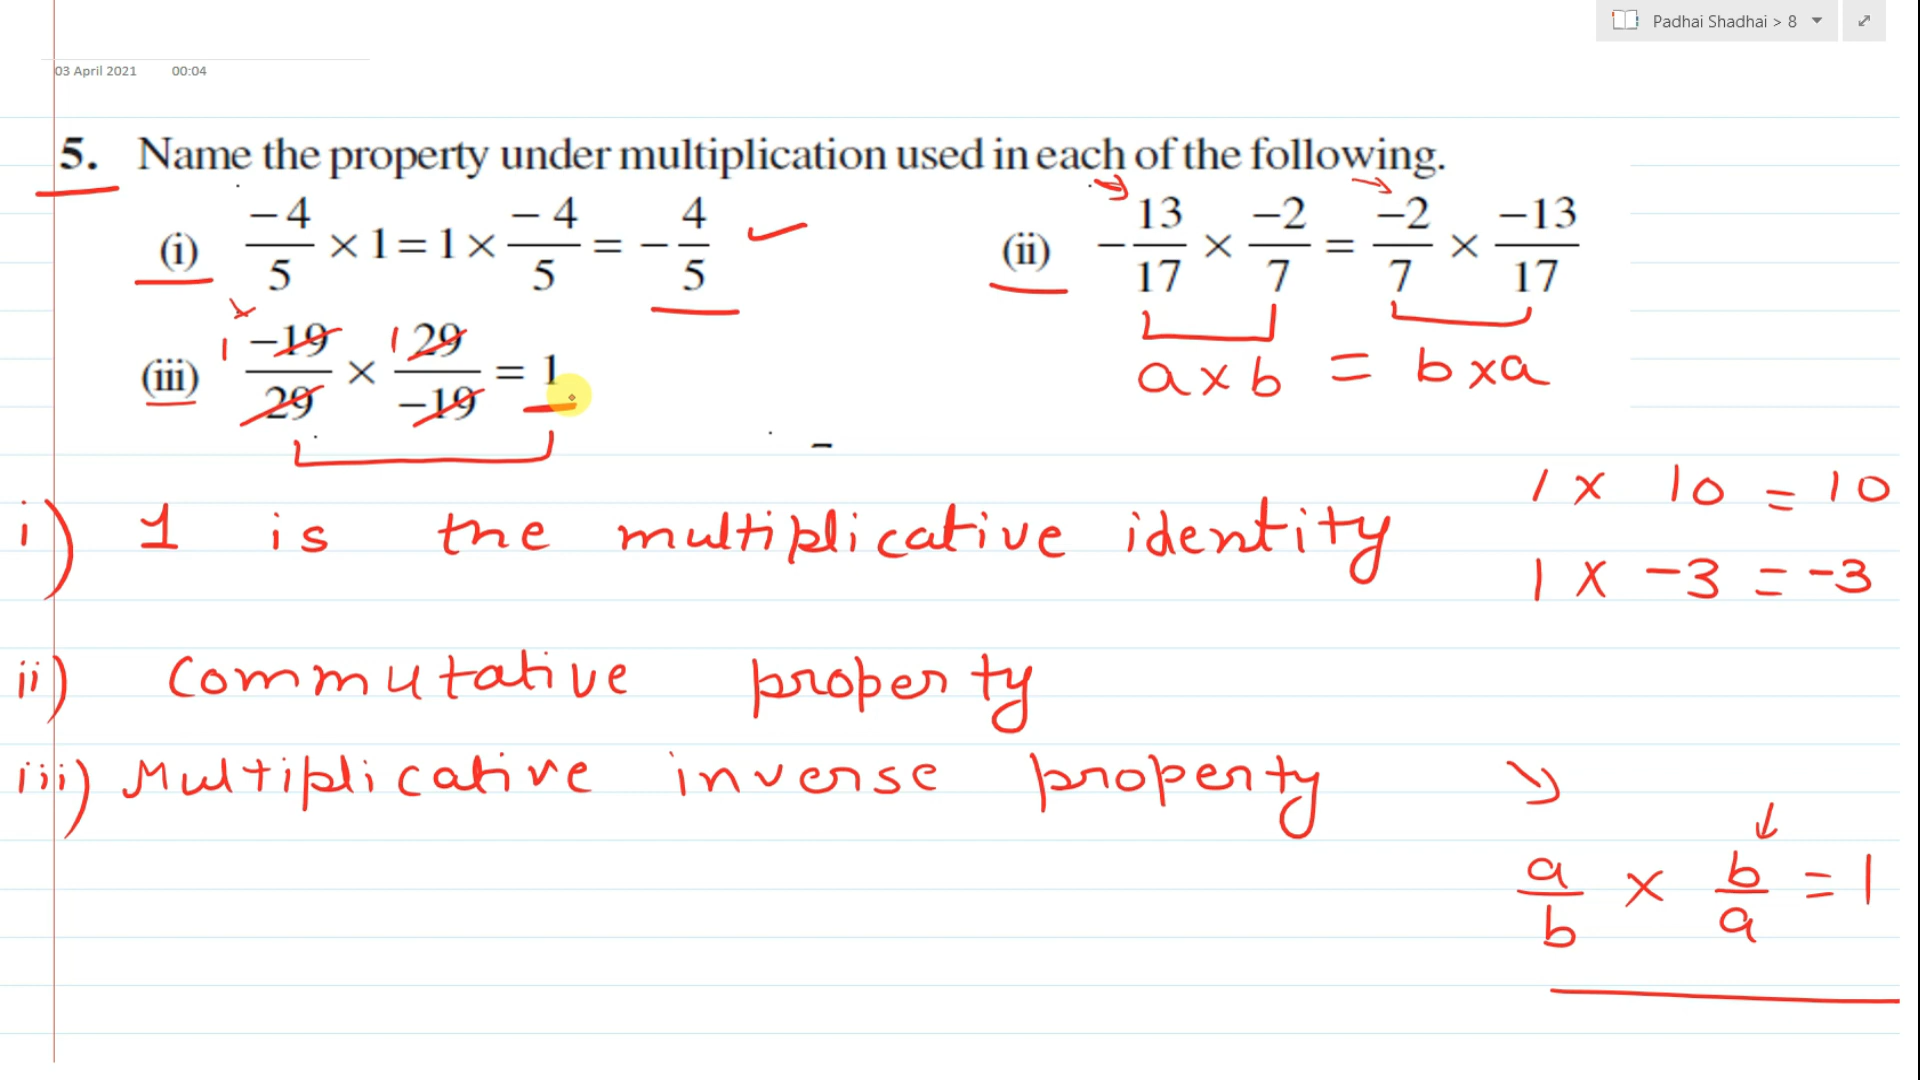 Padhai Shadhai > 8
03 April 2021 00:04
5. Name the property under multiplication used in each of the following.
(i) −4/5 × 1 = 1 × −4/5 = −4/5 (ii) −13/17 × −2/7 = −2/7 × −13/17
(iii) −19/29 × 29/−19 = 1
1 1
a × b = b × a
1 × 10 = 10
i) 1 is the multiplicative identity
1 × −3 = −3
ii) Commutative property
iii) Multiplicative inverse property
a/b × b/a = 1